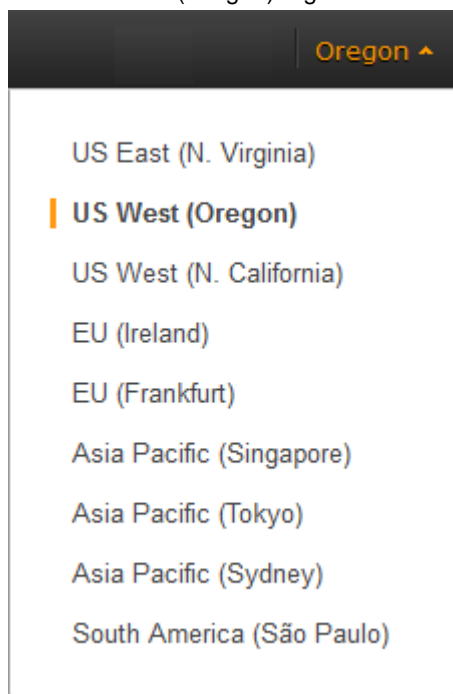 Oregon
US East (N. Virginia)
US West (Oregon)
US West (N. California)
EU (Ireland)
EU (Frankfurt)
Asia Pacific (Singapore)
Asia Pacific (Tokyo)
Asia Pacific (Sydney)
South America (São Paulo)